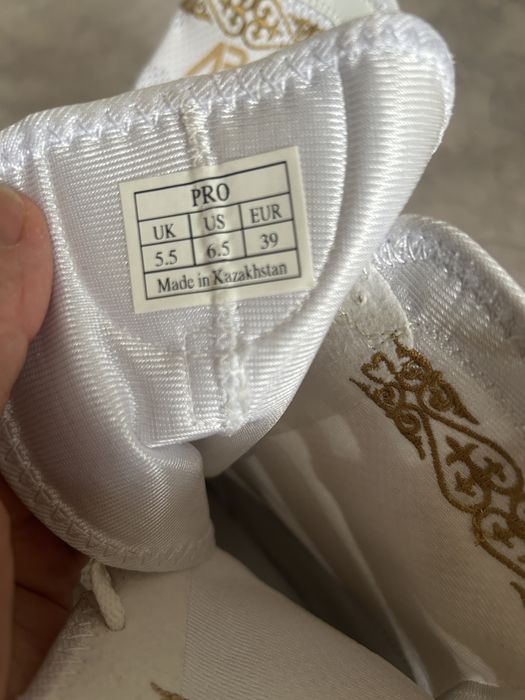 PRO
UK US EUR
5.5 6.5 39
Made in Kazakhstan